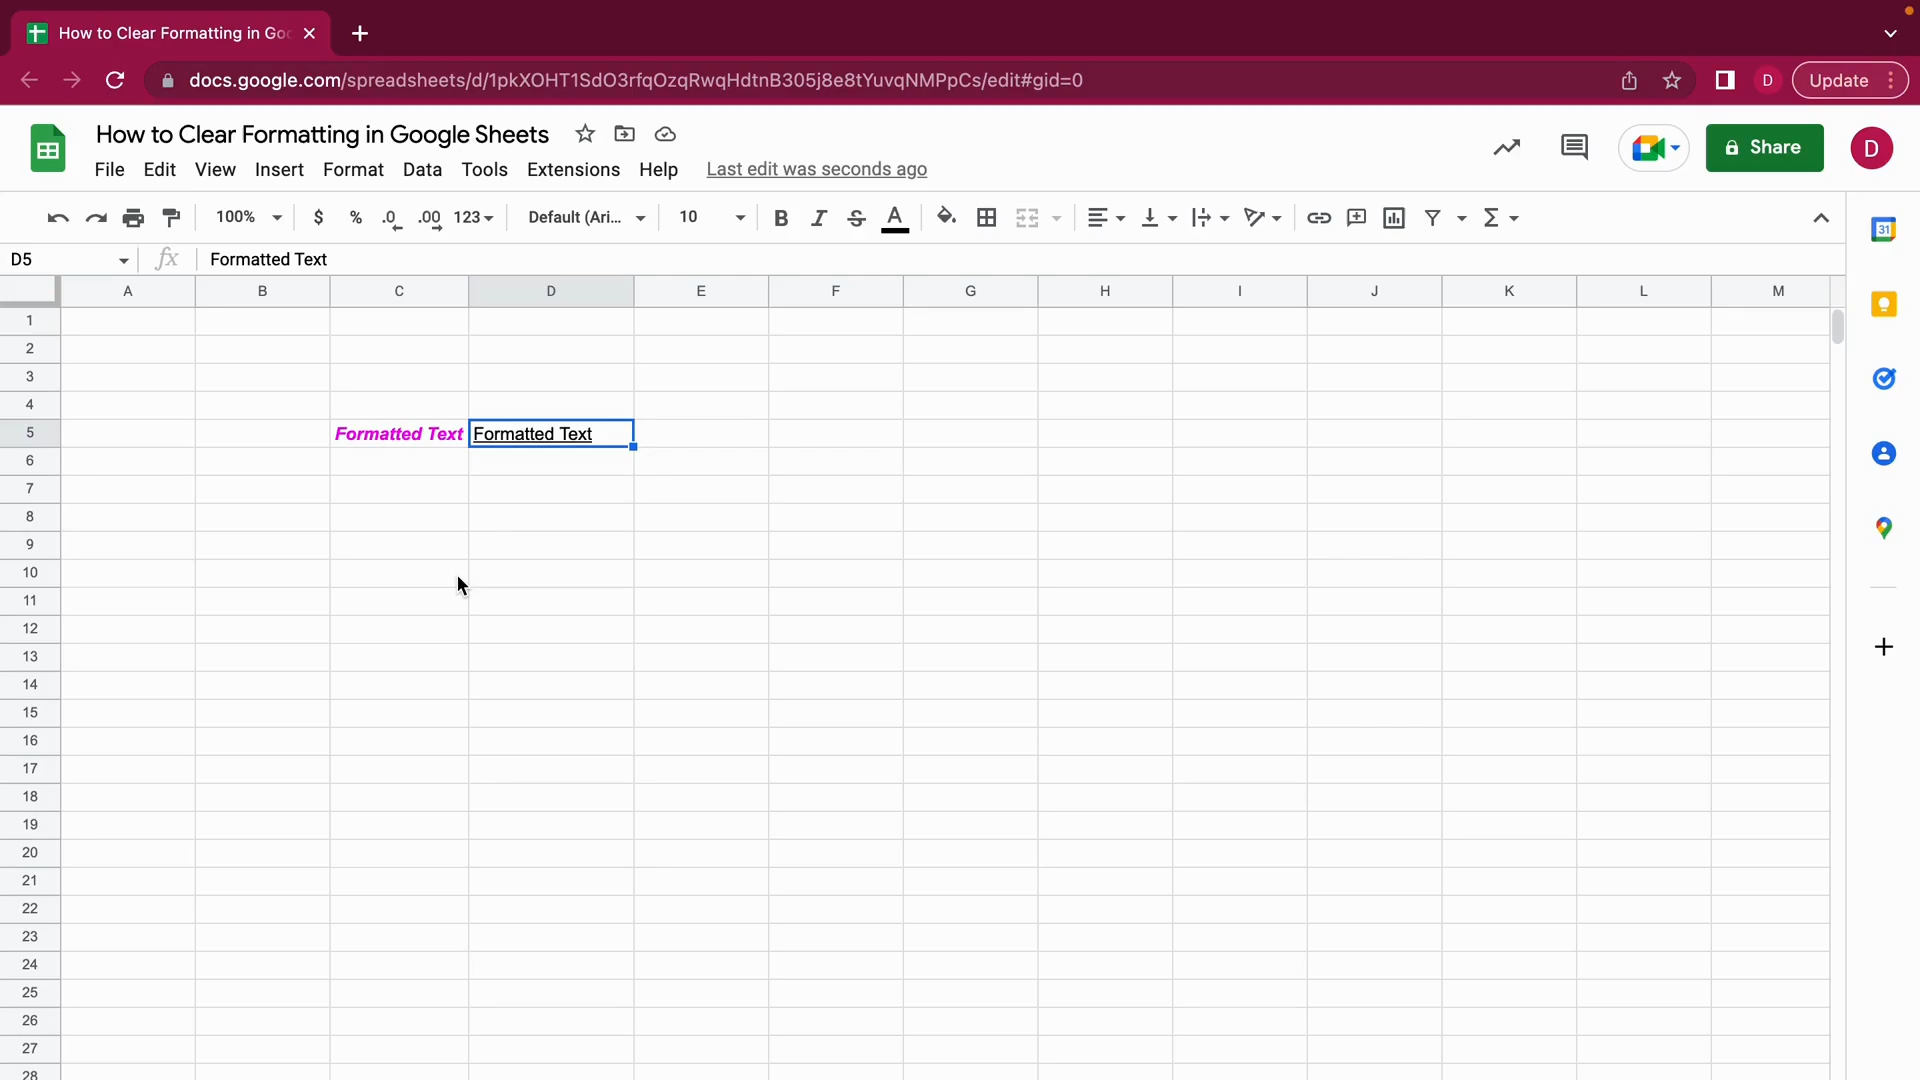 How to Clear Formatting in Goo
docs.google.com/spreadsheets/d/1pkXOHT1SdO3rfqOzqRwqHdtnB305j8e8tYuvqNMPpCs/edit#gid=0
D
Update
How to Clear Formatting in Google Sheets
Share
D
File Edit View Insert Format Data Tools Extensions Help Last edit was seconds ago
100% $ % .0 .00 123 Default (Ari... 10 B I S A Σ
31
D5 fx Formatted Text
A B C D E F G H I J K L M
1
2
3
4
5 Formatted Text Formatted Text
6
7
8
9
10
11
12
13
14
15
16
17
18
19
20
21
22
23
24
25
26
27
28